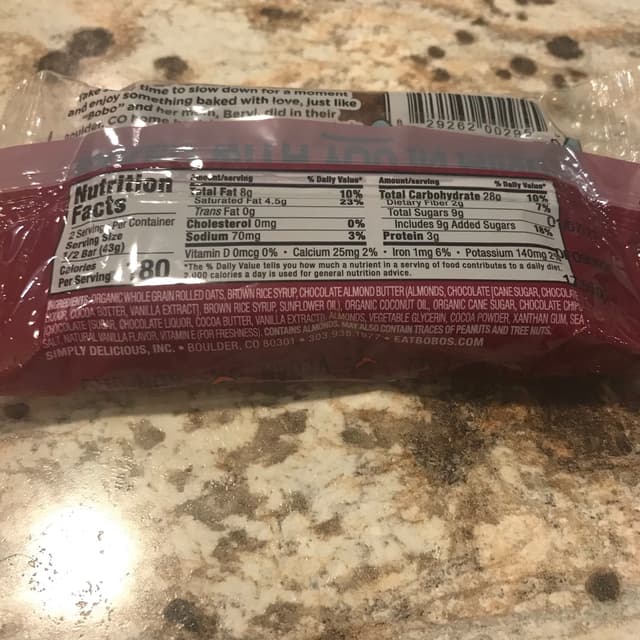 time to slow down for a moment
and enjoy something baked with love, just like
"Bobo" and her mom, Beryl did in their
CO home
8 29262 00
Nutrition
Facts
2 Servings Per Container
Serving Size
1/2 Bar (43g)
Calories
Per Serving 180
Amount/serving % Daily Value*
Total Fat 8g 10%
Saturated Fat 4.5g 23%
Trans Fat 0g
Cholesterol 0mg 0%
Sodium 70mg 3%
Amount/serving % Daily Value*
Total Carbohydrate 28g 10%
Dietary Fiber 2g 7%
Total Sugars 9g
Includes 9g Added Sugars 18%
Protein 3g
Vitamin D 0mcg 0% • Calcium 25mg 2% • Iron 1mg 6% • Potassium 140mg 2%
*The % Daily Value tells you how much a nutrient in a serving of food contributes to a daily diet.
2,000 calories a day is used for general nutrition advice.
INGREDIENTS: ORGANIC WHOLE GRAIN ROLLED OATS, BROWN RICE SYRUP, CHOCOLATE ALMOND BUTTER (ALMONDS, CHOCOLATE [CANE SUGAR, CHOCOLATE
LIQUOR, COCOA BUTTER, VANILLA EXTRACT], BROWN RICE SYRUP, SUNFLOWER OIL), ORGANIC COCONUT OIL, ORGANIC CANE SUGAR, CHOCOLATE CHIPS
CHOCOLATE [SUGAR, CHOCOLATE LIQUOR, COCOA BUTTER, VANILLA EXTRACT]), ALMONDS, VEGETABLE GLYCERIN, COCOA POWDER, XANTHAN GUM, SEA
SALT, NATURAL VANILLA FLAVOR, VITAMIN E (FOR FRESHNESS). CONTAINS ALMONDS. MAY ALSO CONTAIN TRACES OF PEANUTS AND TREE NUTS.
SIMPLY DELICIOUS, INC. • BOULDER, CO 80301 • 303.938.1977 • EATBOBOS.COM